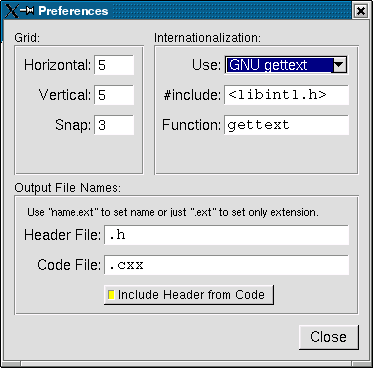 Preferences
Grid:
Horizontal: 5
Vertical: 5
Snap: 3
Internationalization:
Use: GNU gettext
#include: <libintl.h>
Function: gettext
Output File Names:
Use "name.ext" to set name or just ".ext" to set only extension.
Header File: .h
Code File: .cxx
Include Header from Code
Close